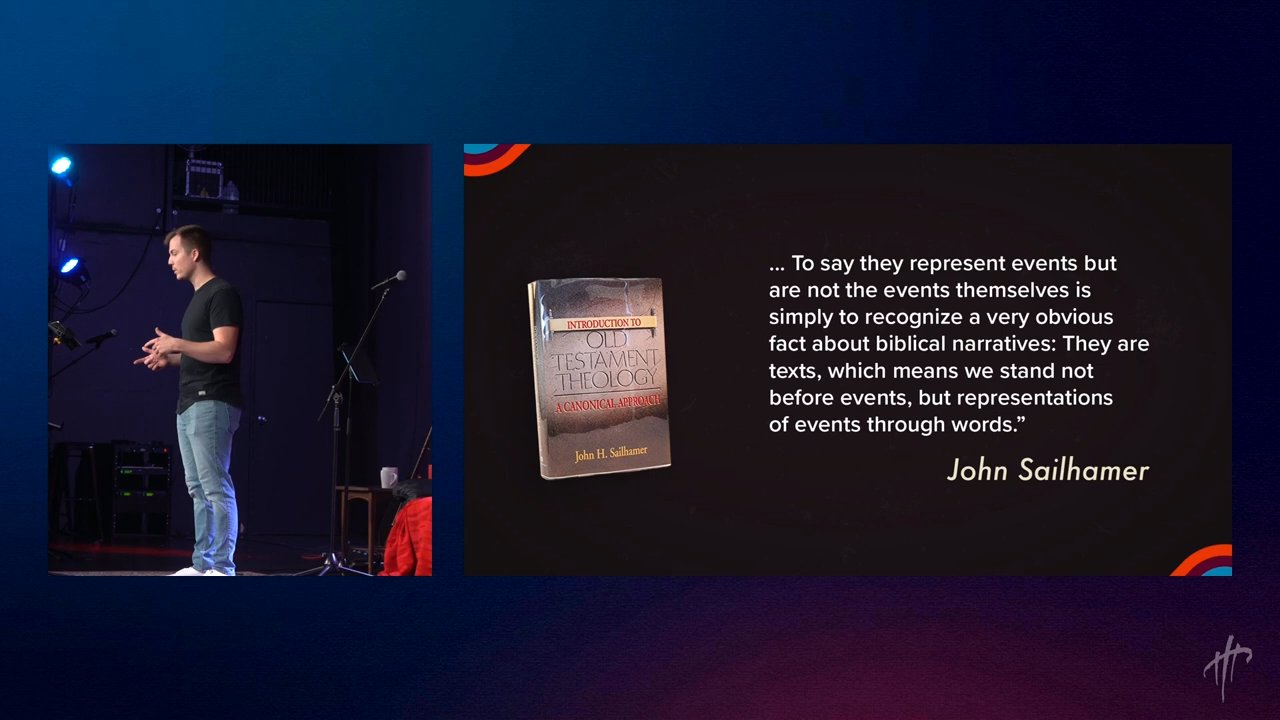 INTRODUCTION TO
OLD
TESTAMENT
THEOLOGY
A CANONICAL APPROACH
John H. Sailhamer
... To say they represent events but
are not the events themselves is
simply to recognize a very obvious
fact about biblical narratives: They are
texts, which means we stand not
before events, but representations
of events through words.”
John Sailhamer